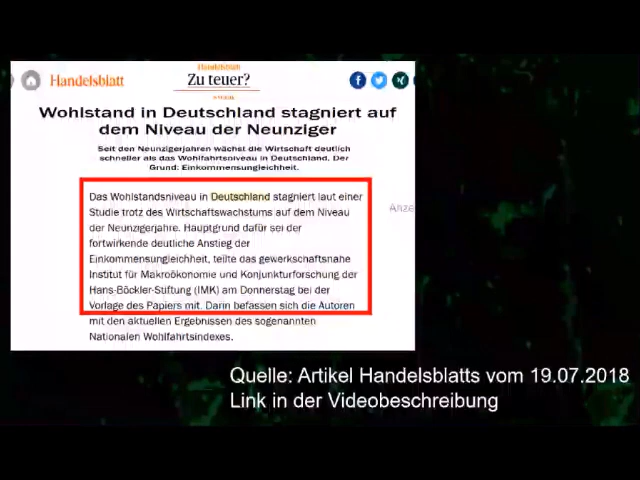 Handelsblatt
Handelsblatt
Zu teuer?
Wohlstand in Deutschland stagniert auf
dem Niveau der Neunziger
Seit den Neunzigerjahren wächst die Wirtschaft deutlich
schneller als das Wohlfahrtsniveau in Deutschland. Der
Grund: Einkommensungleichheit.
Das Wohlstandsniveau in Deutschland stagniert laut einer
Studie trotz des Wirtschaftswachstums auf dem Niveau
der Neunzigerjahre. Hauptgrund dafür sei der
fortwirkende deutliche Anstieg der
Einkommensungleichheit, teilte das gewerkschaftsnahe
Institut für Makroökonomie und Konjunkturforschung der
Hans-Böckler-Stiftung (IMK) am Donnerstag bei der
Vorlage des Papiers mit. Darin befassen sich die Autoren
mit den aktuellen Ergebnissen des sogenannten
Nationalen Wohlfahrtsindexes.
Anze
Quelle: Artikel Handelsblatts vom 19.07.2018
Link in der Videobeschreibung